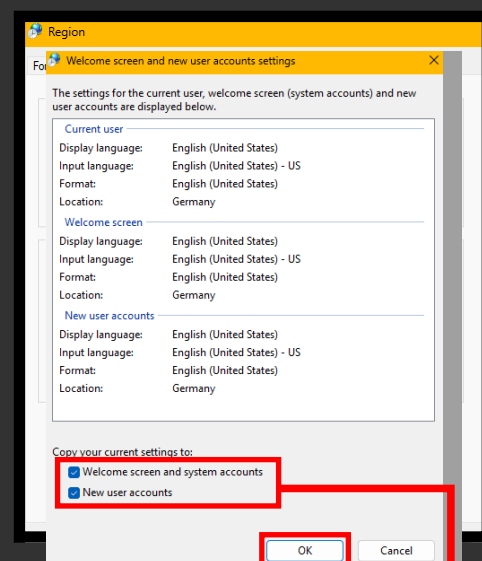 Region
Fo
Welcome screen and new user accounts settings
The settings for the current user, welcome screen (system accounts) and new
user accounts are displayed below.
Current user
Display language: English (United States)
Input language: English (United States) - US
Format: English (United States)
Location: Germany
Welcome screen
Display language: English (United States)
Input language: English (United States) - US
Format: English (United States)
Location: Germany
New user accounts
Display language: English (United States)
Input language: English (United States) - US
Format: English (United States)
Location: Germany
Copy your current settings to:
Welcome screen and system accounts
New user accounts
OK Cancel